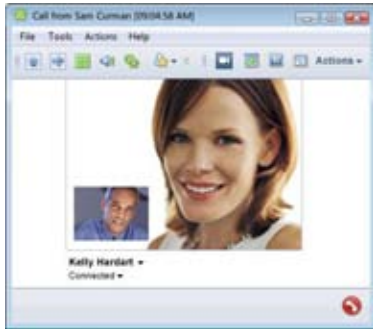 Call from Sam Curman (09:04:58 AM)
File Tools Actions Help
Actions
Kelly Hardart
Connected